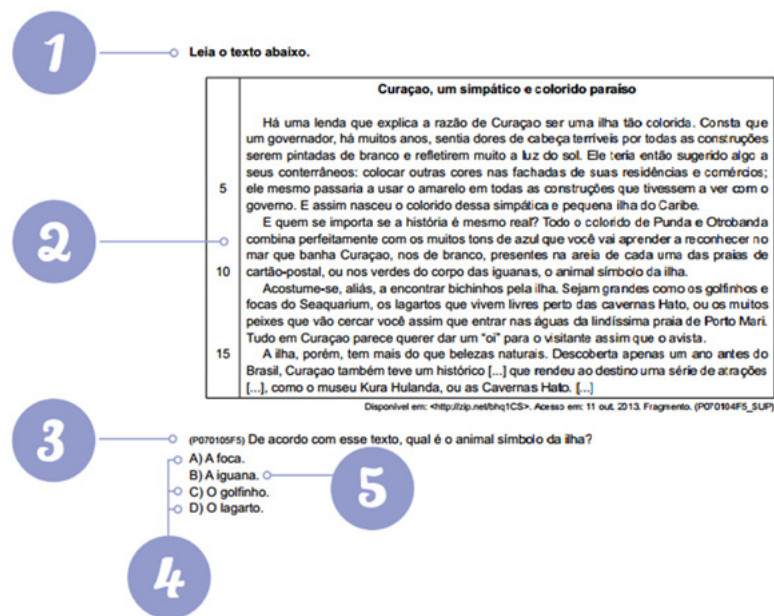 1
Leia o texto abaixo.
Curaçao, um simpático e colorido paraíso
Há uma lenda que explica a razão de Curaçao ser uma ilha tão colorida. Consta que
um governador, há muitos anos, sentia dores de cabeça terríveis por todas as construções
serem pintadas de branco e refletirem muito a luz do sol. Ele teria então sugerido algo a
seus conterrâneos: colocar outras cores nas fachadas de suas residências e comércios;
5 ele mesmo passaria a usar o amarelo em todas as construções que tivessem a ver com o
governo. E assim nasceu o colorido dessa simpática e pequena ilha do Caribe.
E quem se importa se a história é mesmo real? Todo o colorido de Punda e Otrobanda
2
combina perfeitamente com os muitos tons de azul que você vai aprender a reconhecer no
mar que banha Curaçao, nos de branco, presentes na areia de cada uma das praias de
10 cartão-postal, ou nos verdes do corpo das iguanas, o animal símbolo da ilha.
Acostume-se, aliás, a encontrar bichinhos pela ilha. Sejam grandes como os golfinhos e
focas do Seaquarium, os lagartos que vivem livres perto das cavernas Hato, ou os muitos
peixes que vão cercar você assim que entrar nas águas da lindíssima praia de Porto Mari.
Tudo em Curaçao parece querer dar um "oi" para o visitante assim que o avista.
15 A ilha, porém, tem mais do que belezas naturais. Descoberta apenas um ano antes do
Brasil, Curaçao também teve um histórico [...] que rendeu ao destino uma série de atrações
[...], como o museu Kura Hulanda, ou as Cavernas Hato. [...]
Disponível em: <http://zip.net/bhq1CS>. Acesso em: 11 out. 2013. Fragmento. (P070104F5_SUP)
3
(P070105F5) De acordo com esse texto, qual é o animal símbolo da ilha?
A) A foca.
B) A iguana.
5
C) O golfinho.
D) O lagarto.
4